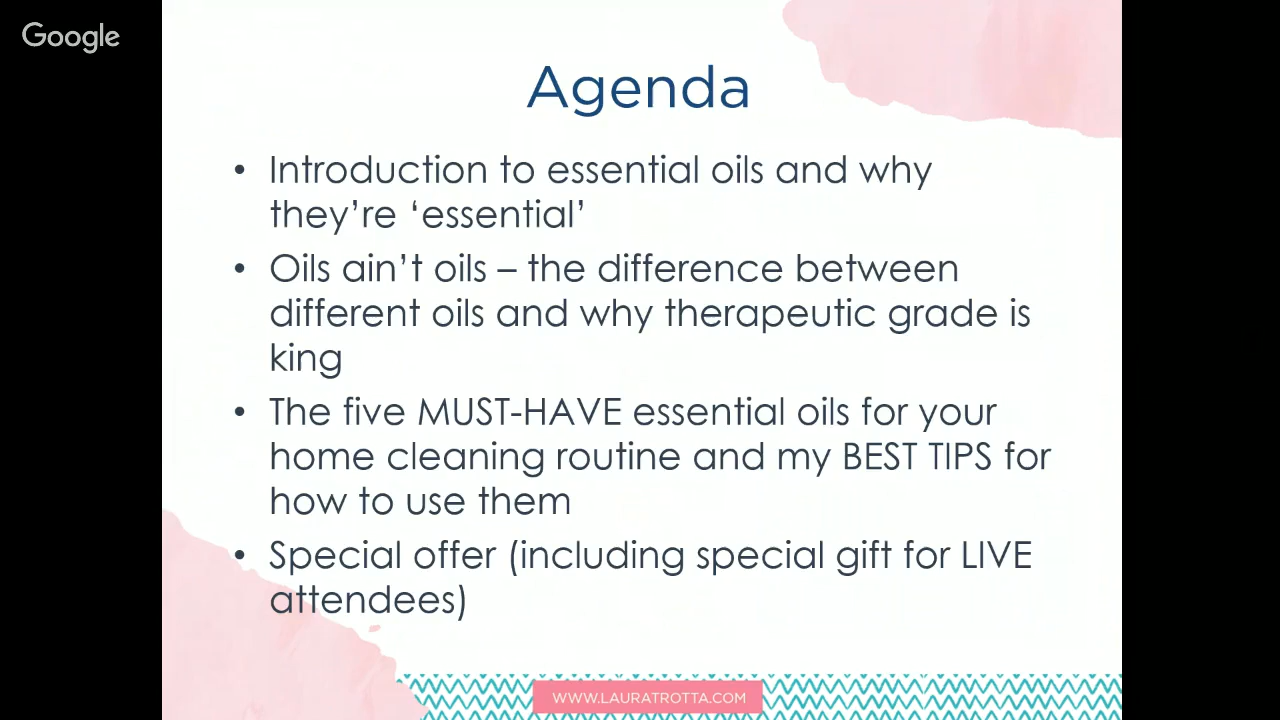 Google
Agenda
• Introduction to essential oils and why
they're ‘essential’
• Oils ain't oils – the difference between
different oils and why therapeutic grade is
king
• The five MUST-HAVE essential oils for your
home cleaning routine and my BEST TIPS for
how to use them
• Special offer (including special gift for LIVE
attendees)
WWW.LAURATROTTA.COM